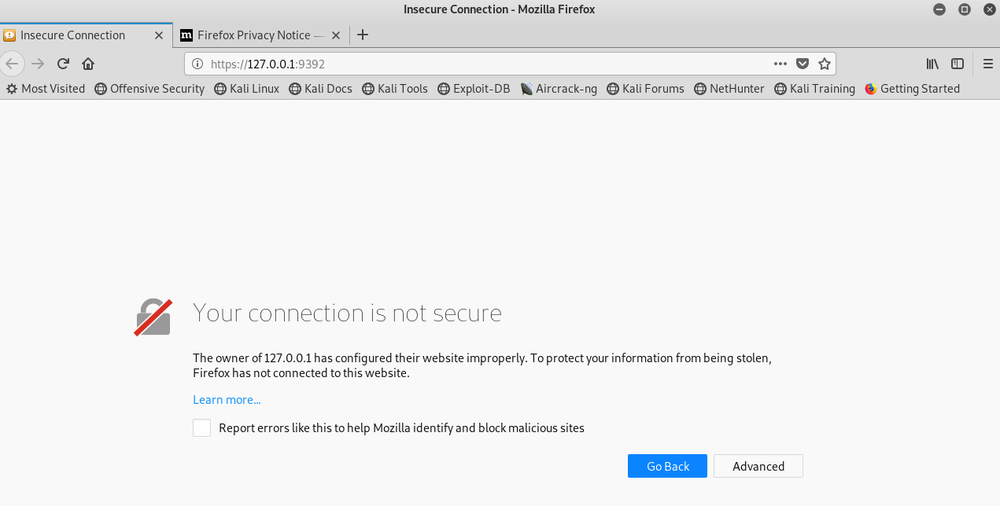 Insecure Connection - Mozilla Firefox
Insecure Connection
Firefox Privacy Notice —
https://127.0.0.1:9392
Most Visited Offensive Security Kali Linux Kali Docs Kali Tools Exploit-DB Aircrack-ng Kali Forums NetHunter Kali Training Getting Started
Your connection is not secure
The owner of 127.0.0.1 has configured their website improperly. To protect your information from being stolen,
Firefox has not connected to this website.
Learn more...
Report errors like this to help Mozilla identify and block malicious sites
Go Back Advanced